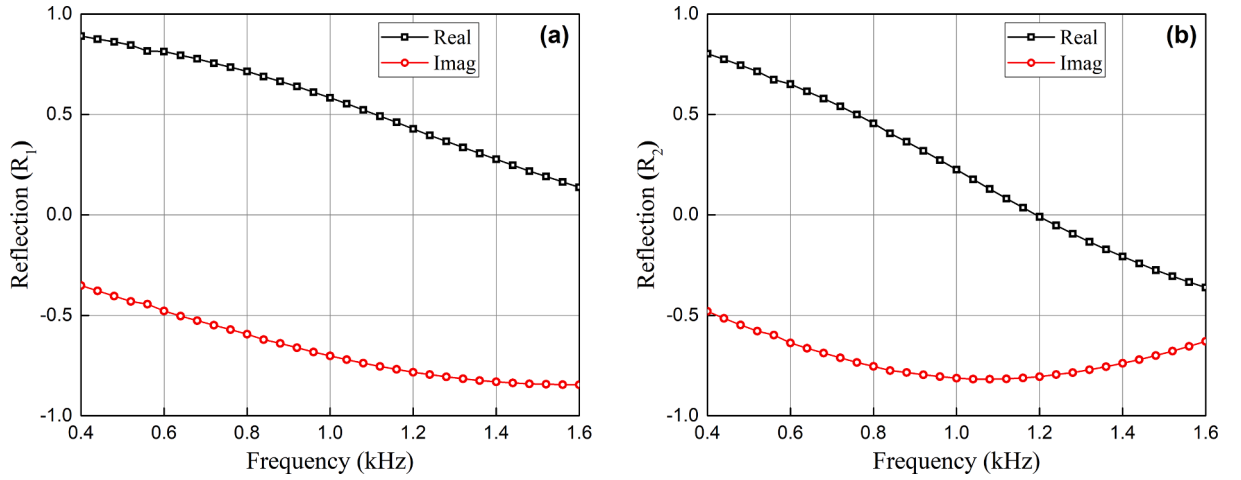 1.0
0.5
0.0
-0.5
-1.0
Reflection (R₁)
Real
Imag
(a)
0.4 0.6 0.8 1.0 1.2 1.4 1.6
Frequency (kHz)
1.0
0.5
0.0
-0.5
-1.0
Reflection (R₂)
Real
Imag
(b)
0.4 0.6 0.8 1.0 1.2 1.4 1.6
Frequency (kHz)